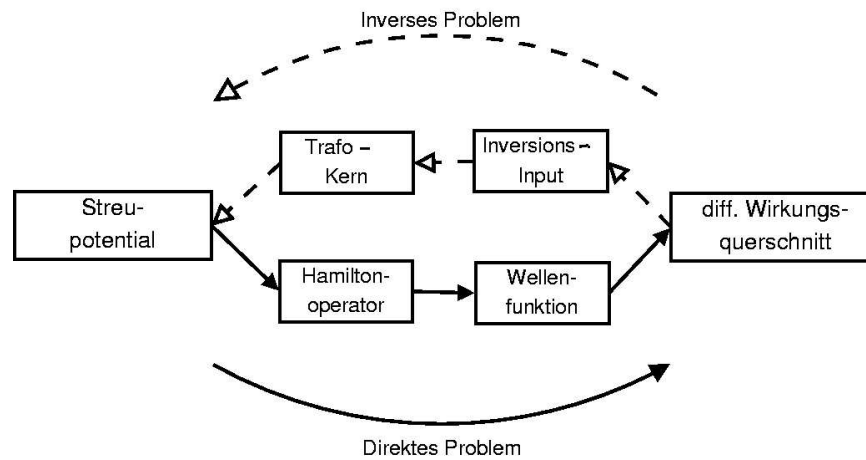 Inverses Problem
Trafo –
Kern
Inversions –
Input
Streu-
potential
diff. Wirkungs-
querschnitt
Hamilton-
operator
Wellen-
funktion
Direktes Problem